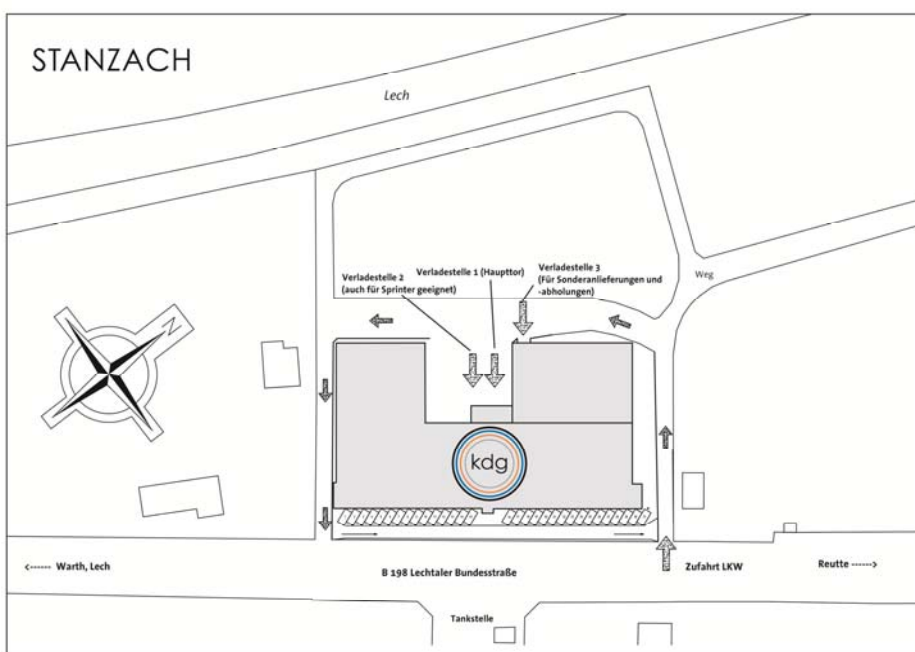 STANZACH
Lech
Verladestelle 2
(auch für Sprinter geeignet)
Verladestelle 1 (Haupttor)
Verladestelle 3
(Für Sonderanlieferungen und
-abholungen)
Weg
N
kdg
<------ Warth, Lech
B 198 Lechtaler Bundesstraße
Zufahrt LKW
Reutte ------>
Tankstelle